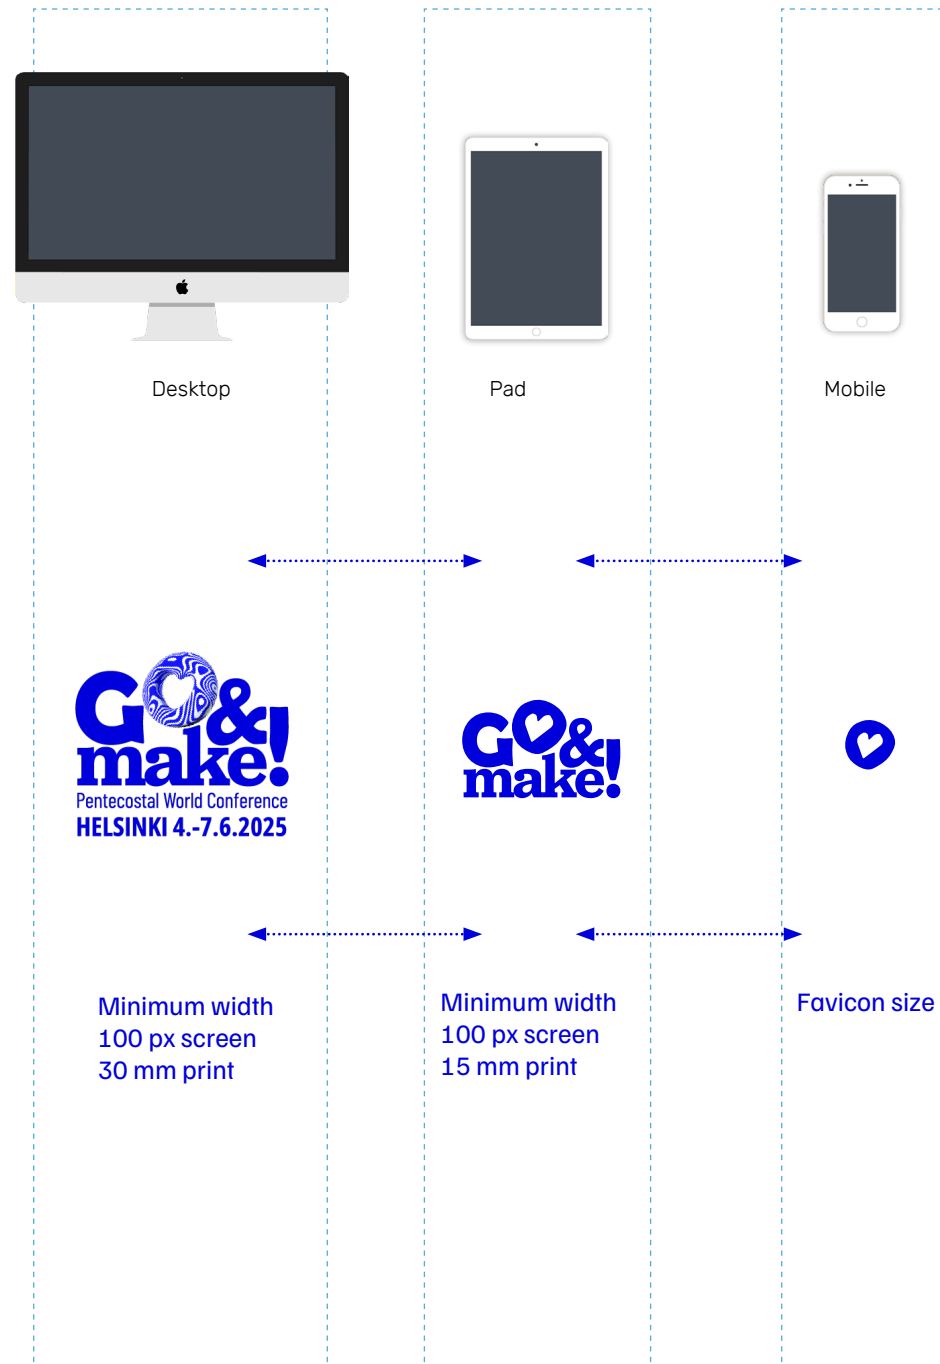 Desktop
Pad
Mobile
GO&
make!
Pentecostal World Conference
HELSINKI 4.-7.6.2025
GO&
make!
Minimum width
100 px screen
30 mm print
Minimum width
100 px screen
15 mm print
Favicon size